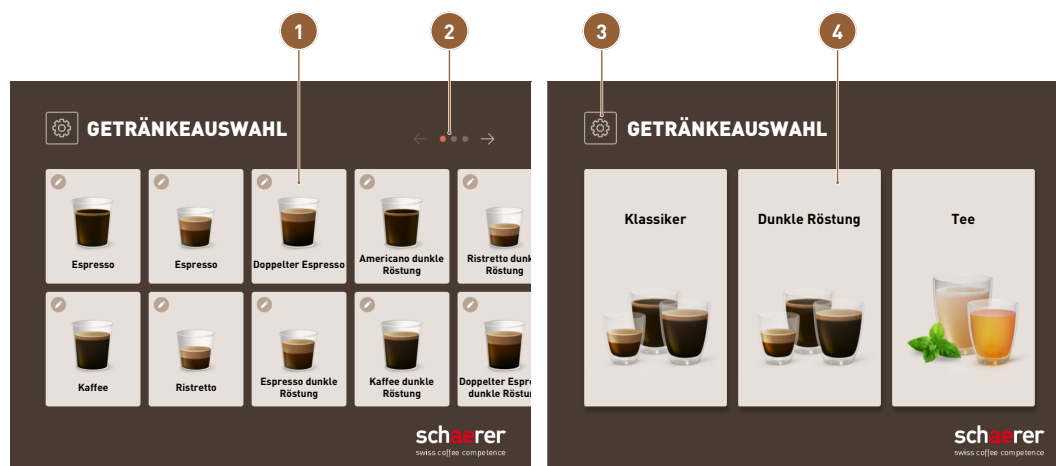 1
2
3
4
GETRÄNKEAUSWAHL
Espresso
Espresso
Doppelter Espresso
Americano dunkle
Röstung
Ristretto dunk
Röstung
Kaffee
Ristretto
Espresso dunkle
Röstung
Kaffee dunkle
Röstung
Doppelter Espre
dunkle Röstu
schaerer
swiss coffee competence
GETRÄNKEAUSWAHL
Klassiker
Dunkle Röstung
Tee
schaerer
swiss coffee competence